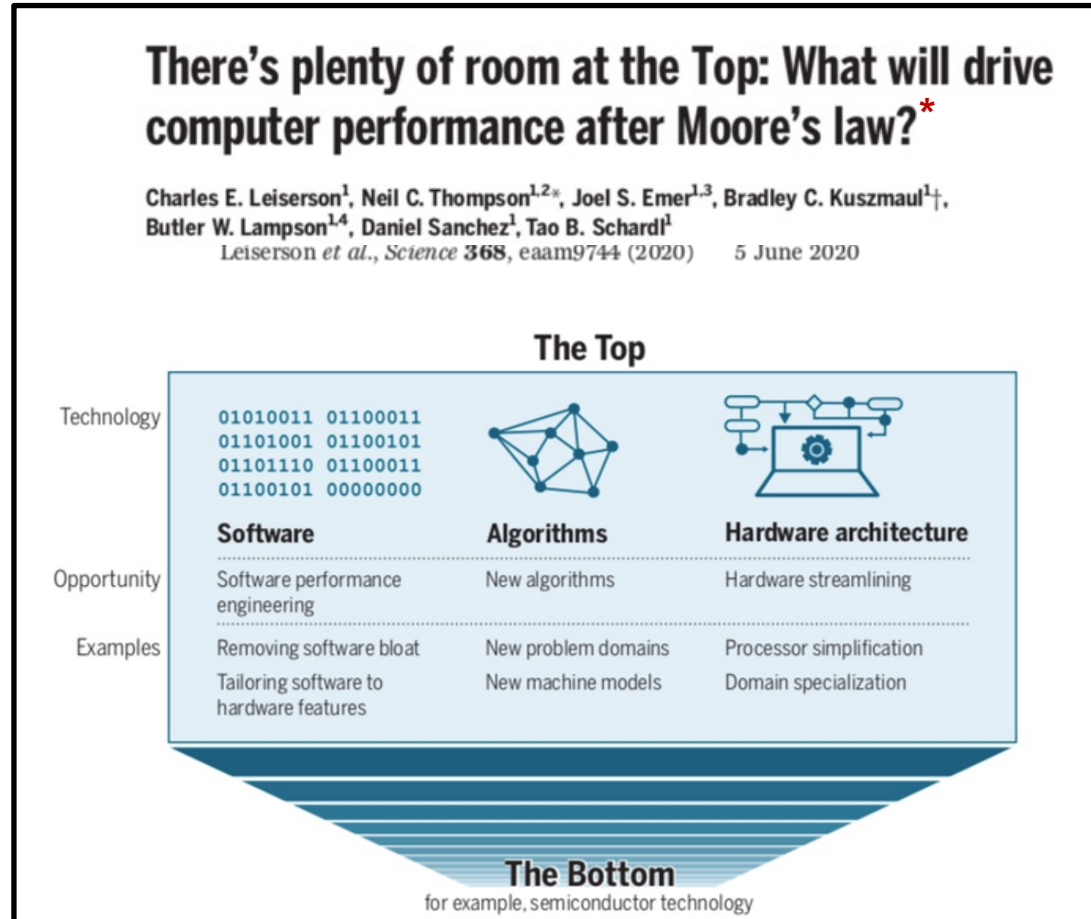 There's plenty of room at the Top: What will drive
computer performance after Moore's law?*
Charles E. Leiserson1, Neil C. Thompson1,2*, Joel S. Emer1,3, Bradley C. Kuszmaul1†,
Butler W. Lampson1,4, Daniel Sanchez1, Tao B. Schardl1
Leiserson et al., Science 368, eaam9744 (2020) 5 June 2020
The Top
Technology
01010011 01100011
01101001 01100101
01101110 01100011
01100101 00000000
Software Algorithms Hardware architecture
Opportunity Software performance New algorithms Hardware streamlining
engineering
Examples Removing software bloat New problem domains Processor simplification
Tailoring software to New machine models Domain specialization
hardware features
The Bottom
for example, semiconductor technology